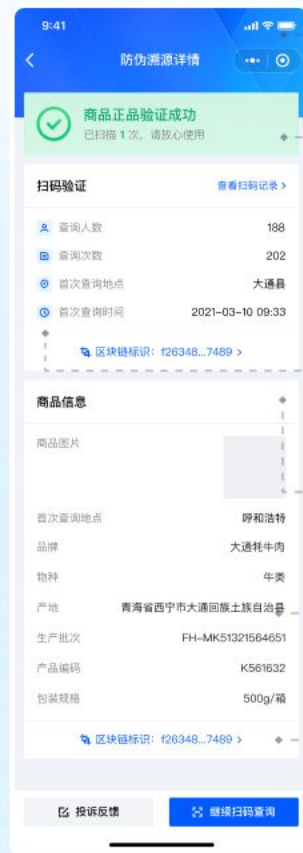 9:41
防伪溯源详情
商品正品验证成功
已扫描 1 次，请放心使用
扫码验证 查看扫码记录 >
查询人数 188
查询次数 202
首次查询地点 大通县
首次查询时间 2021-03-10 09:33
区块链标识：f26348...7489 >
商品信息
商品图片
首次查询地点 呼和浩特
品牌 大通牦牛肉
物种 牛类
产地 青海省西宁市大通回族土族自治县
生产批次 FH-MK51321564651
产品编码 K561632
包装规格 500g/箱
区块链标识：f26348...7489 >
投诉反馈 继续扫码查询